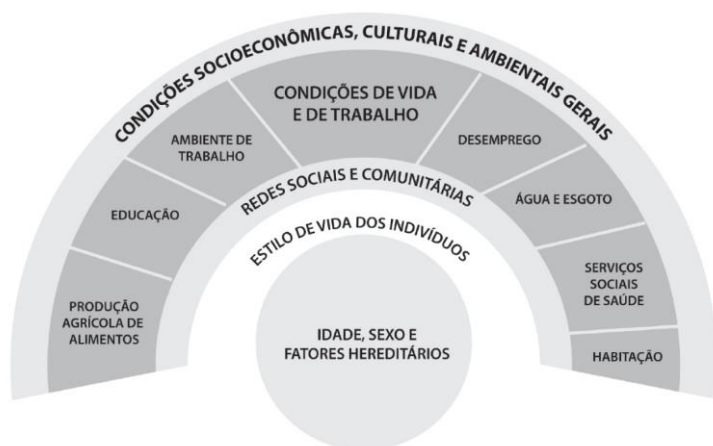 CONDIÇÕES SOCIOECONÔMICAS, CULTURAIS E AMBIENTAIS GERAIS
CONDIÇÕES DE VIDA
E DE TRABALHO
AMBIENTE DE
TRABALHO
DESEMPREGO
REDES SOCIAIS E COMUNITÁRIAS
EDUCAÇÃO
ÁGUA E ESGOTO
ESTILO DE VIDA DOS INDIVÍDUOS
PRODUÇÃO
AGRÍCOLA DE
ALIMENTOS
SERVIÇOS
SOCIAIS
DE SAÚDE
IDADE, SEXO E
FATORES HEREDITÁRIOS
HABITAÇÃO